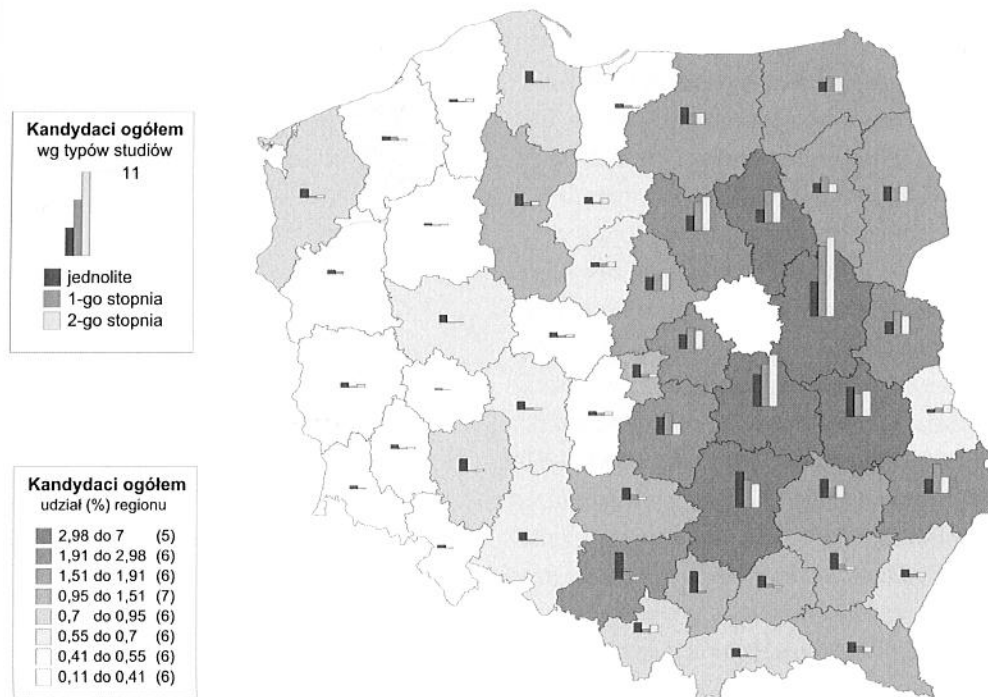 Kandydaci ogółem
wg typów studiów
11
jednolite
1-go stopnia
2-go stopnia
Kandydaci ogółem
udział (%) regionu
2,98 do 7 (5)
1,91 do 2,98 (6)
1,51 do 1,91 (6)
0,95 do 1,51 (7)
0,7 do 0,95 (6)
0,55 do 0,7 (6)
0,41 do 0,55 (6)
0,11 do 0,41 (6)